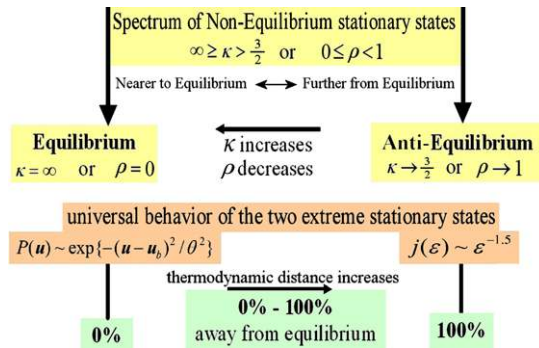 Spectrum of Non-Equilibrium stationary states
∞ ≥ κ > 3/2 or 0 ≤ ρ < 1
Nearer to Equilibrium ⟷ Further from Equilibrium
Equilibrium
κ = ∞ or ρ = 0
κ increases
ρ decreases
Anti-Equilibrium
κ → 3/2 or ρ → 1
universal behavior of the two extreme stationary states
P(u) ~ exp{-(u - u_b)²/θ²}
j(ε) ~ ε^-1.5
thermodynamic distance increases
0%
0% - 100%
away from equilibrium
100%